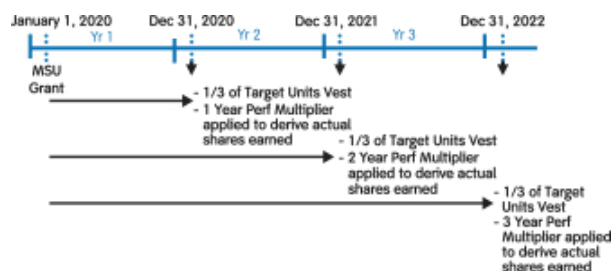 January 1, 2020 Dec 31, 2020 Dec 31, 2021 Dec 31, 2022
Yr 1 Yr 2 Yr 3
MSU
Grant
- 1/3 of Target Units Vest
- 1 Year Perf Multiplier
applied to derive actual
shares earned
- 1/3 of Target Units Vest
- 2 Year Perf Multiplier
applied to derive actual
shares earned
- 1/3 of Target
Units Vest
- 3 Year Perf
Multiplier applied
to derive actual
shares earned